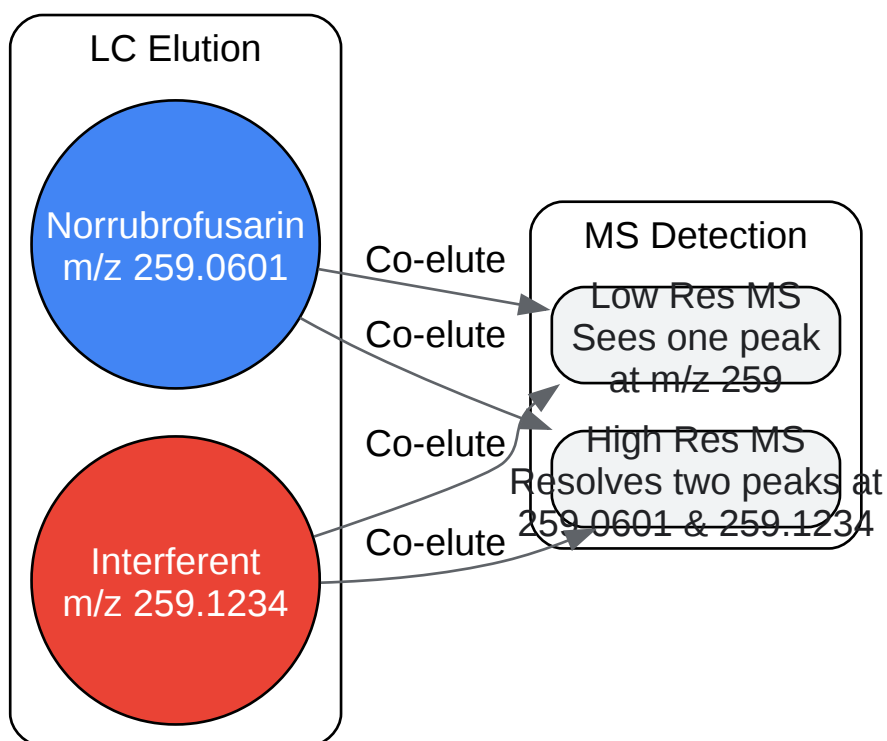 LC Elution
Norrubrofusarin
m/z 259.0601
Interferent
m/z 259.1234
Co-elute
Co-elute
Co-elute
Co-elute
MS Detection
Low Res MS
Sees one peak
at m/z 259
High Res MS
Resolves two peaks at
259.0601 & 259.1234